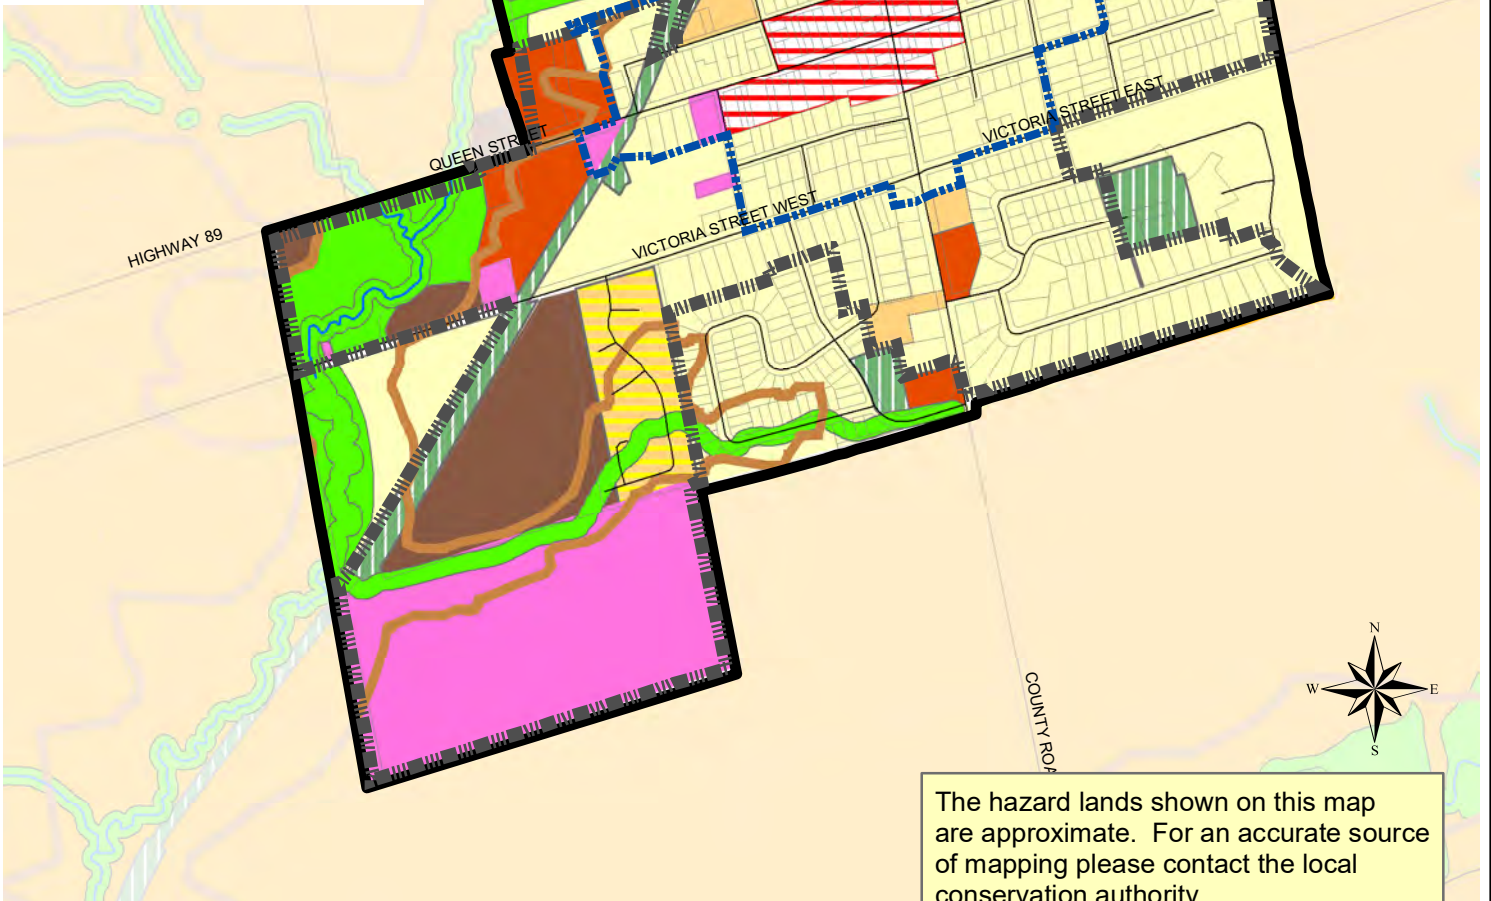 QUEEN STREET
VICTORIA STREET EAST
HIGHWAY 89
VICTORIA STREET WEST
N
W
E
S
COUNTY ROA
The hazard lands shown on this map
are approximate. For an accurate source
of mapping please contact the local
conservation authority